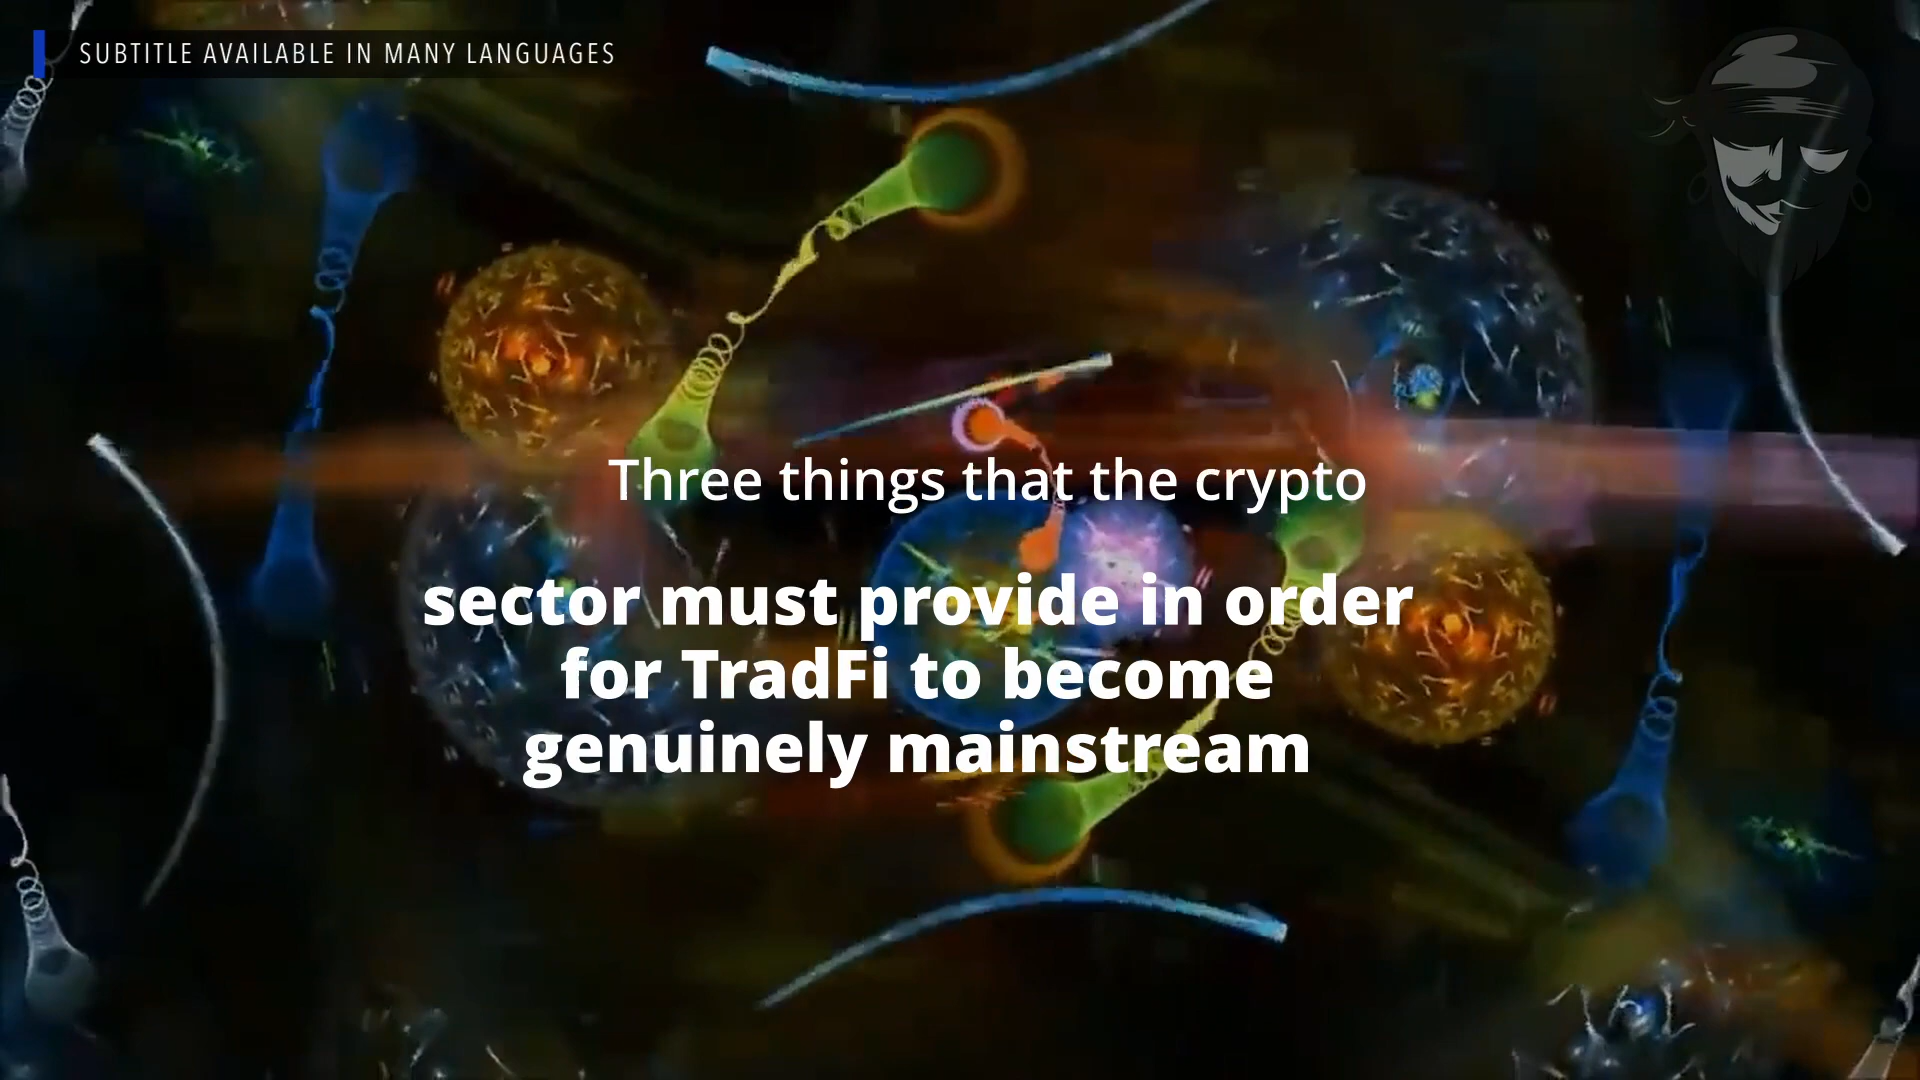 SUBTITLE AVAILABLE IN MANY LANGUAGES
Three things that the crypto
sector must provide in order
for TradFi to become
genuinely mainstream